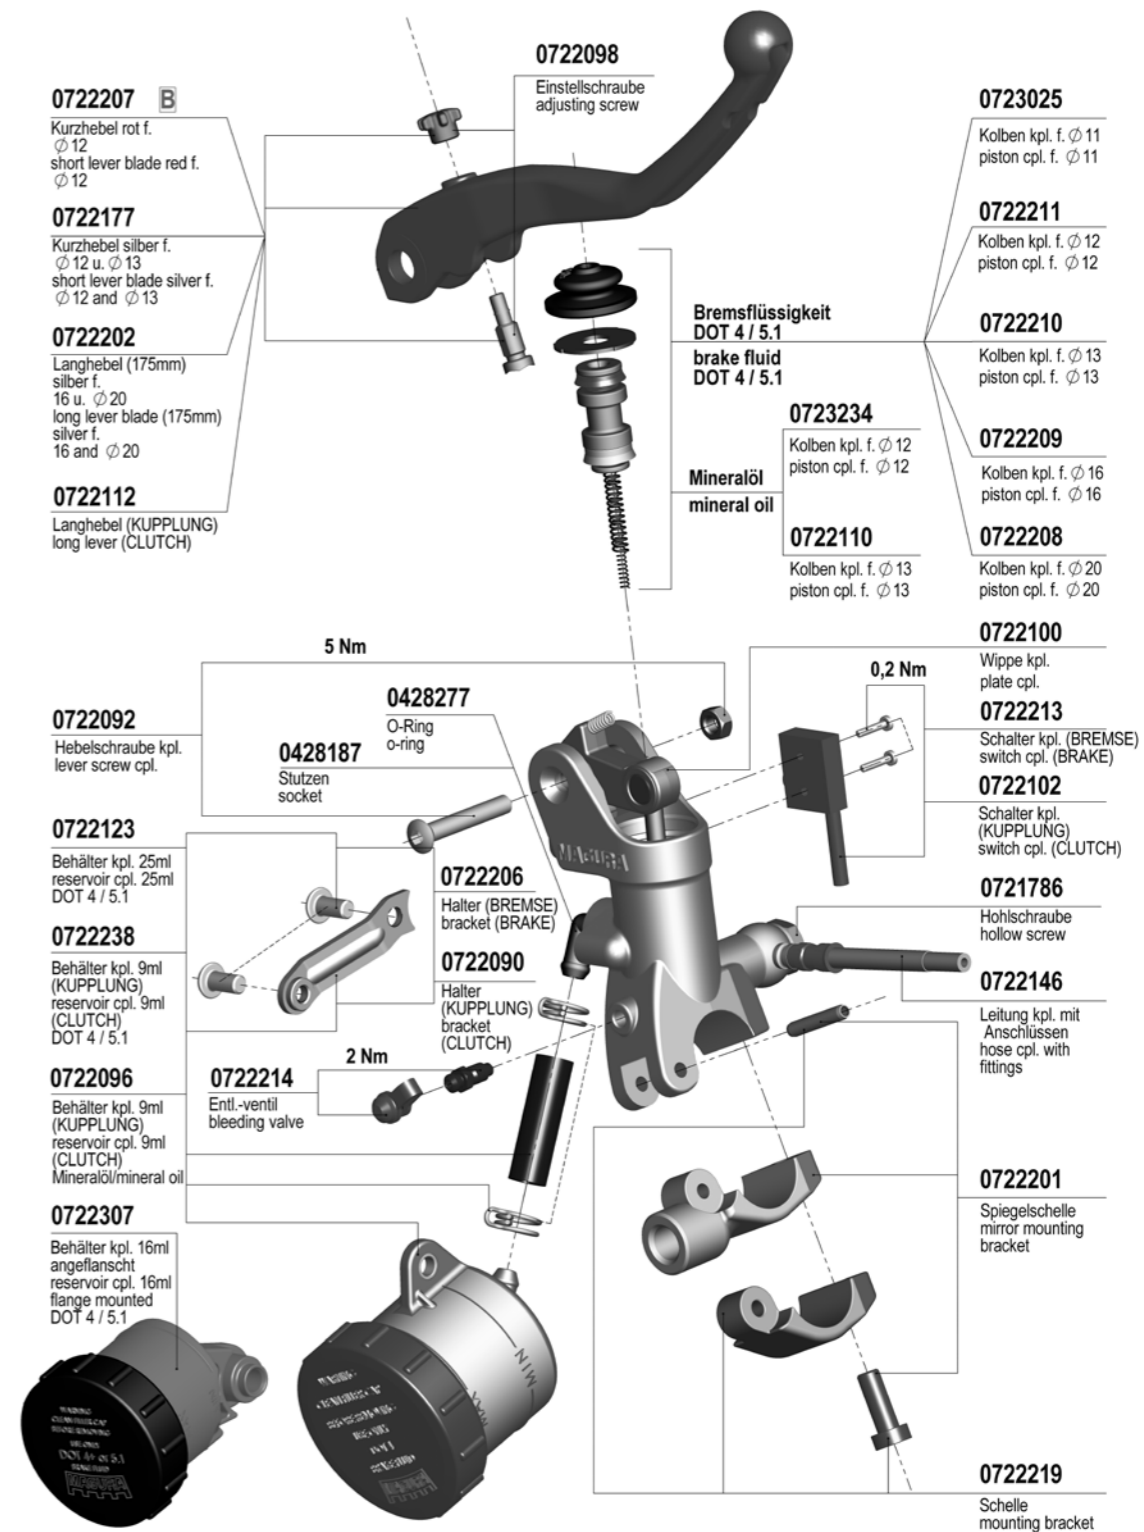 0722098
Einstellschraube
adjusting screw
0722207 B
Kurzhebel rot f.
∅ 12
short lever blade red f.
∅ 12
0722177
Kurzhebel silber f.
∅ 12 u. ∅ 13
short lever blade silver f.
∅ 12 and ∅ 13
0722202
Langhebel (175mm)
silber f.
16 u. ∅ 20
long lever blade (175mm)
silver f.
16 and ∅ 20
0722112
Langhebel (KUPPLUNG)
long lever (CLUTCH)
Bremsflüssigkeit
DOT 4 / 5.1
brake fluid
DOT 4 / 5.1
Mineralöl
mineral oil
0723234
Kolben kpl. f. ∅ 12
piston cpl. f. ∅ 12
0722110
Kolben kpl. f. ∅ 13
piston cpl. f. ∅ 13
0723025
Kolben kpl. f. ∅ 11
piston cpl. f. ∅ 11
0722211
Kolben kpl. f. ∅ 12
piston cpl. f. ∅ 12
0722210
Kolben kpl. f. ∅ 13
piston cpl. f. ∅ 13
0722209
Kolben kpl. f. ∅ 16
piston cpl. f. ∅ 16
0722208
Kolben kpl. f. ∅ 20
piston cpl. f. ∅ 20
0722100
Wippe kpl.
plate cpl.
0,2 Nm
0722213
Schalter kpl. (BREMSE)
switch cpl. (BRAKE)
0722102
Schalter kpl.
(KUPPLUNG)
switch cpl. (CLUTCH)
0721786
Hohlschraube
hollow screw
0722146
Leitung kpl. mit
Anschlüssen
hose cpl. with
fittings
0722201
Spiegelschelle
mirror mounting
bracket
0722219
Schelle
mounting bracket
5 Nm
0722092
Hebelschraube kpl.
lever screw cpl.
0428277
O-Ring
o-ring
0428187
Stutzen
socket
MAGURA
0722123
Behälter kpl. 25ml
reservoir cpl. 25ml
DOT 4 / 5.1
0722238
Behälter kpl. 9ml
(KUPPLUNG)
reservoir cpl. 9ml
(CLUTCH)
DOT 4 / 5.1
0722096
Behälter kpl. 9ml
(KUPPLUNG)
reservoir cpl. 9ml
(CLUTCH)
Mineralöl/mineral oil
0722307
Behälter kpl. 16ml
angeflanscht
reservoir cpl. 16ml
flange mounted
DOT 4 / 5.1
0722206
Halter (BREMSE)
bracket (BRAKE)
0722090
Halter
(KUPPLUNG)
bracket
(CLUTCH)
2 Nm
0722214
Entl.-ventil
bleeding valve
MIN
MAX
WARNING
CLEAN FILLER CAP
BEFORE REMOVING
USE ONLY
DOT 4+ or 5.1
BRAKE FLUID
MAGURA